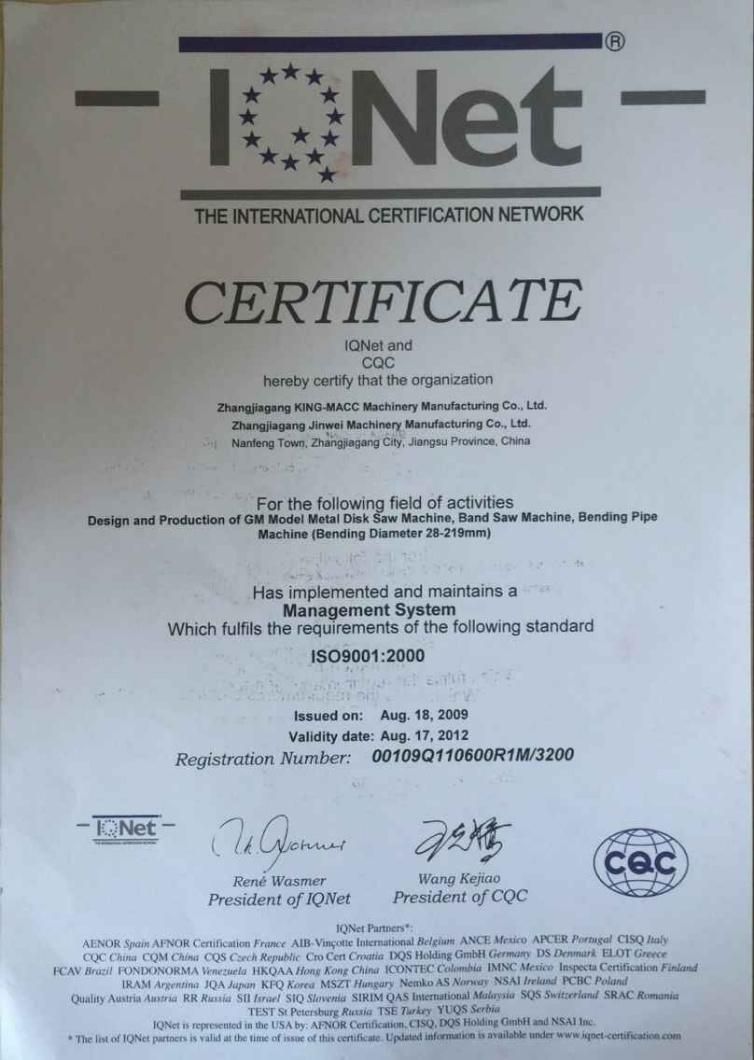 ®
IQNet
THE INTERNATIONAL CERTIFICATION NETWORK
CERTIFICATE
IQNet and
CQC
hereby certify that the organization
Zhangjiagang KING-MACC Machinery Manufacturing Co., Ltd.
Zhangjiagang Jinwei Machinery Manufacturing Co., Ltd.
Nanfeng Town, Zhangjiagang City, Jiangsu Province, China
For the following field of activities
Design and Production of GM Model Metal Disk Saw Machine, Band Saw Machine, Bending Pipe
Machine (Bending Diameter 28-219mm)
Has implemented and maintains a
Management System
Which fulfils the requirements of the following standard
ISO9001:2000
Issued on: Aug. 18, 2009
Validity date: Aug. 17, 2012
Registration Number: 00109Q110600R1M/3200
IQNet
CQC
René Wasmer
President of IQNet
Wang Kejiao
President of CQC
IQNet Partners*:
AENOR Spain AFNOR Certification France AIB-Vinçotte International Belgium ANCE Mexico APCER Portugal CISQ Italy
CQC China CQM China CQS Czech Republic Cro Cert Croatia DQS Holding GmbH Germany DS Denmark ELOT Greece
FCAV Brazil FONDONORMA Venezuela HKQAA Hong Kong China ICONTEC Colombia IMNC Mexico Inspecta Certification Finland
IRAM Argentina JQA Japan KFQ Korea MSZT Hungary Nemko AS Norway NSAI Ireland PCBC Poland
Quality Austria Austria RR Russia SII Israel SIQ Slovenia SIRIM QAS International Malaysia SQS Switzerland SRAC Romania
TEST St Petersburg Russia TSE Turkey YUQS Serbia
IQNet is represented in the USA by: AFNOR Certification, CISQ, DQS Holding GmbH and NSAI Inc.
* The list of IQNet partners is valid at the time of issue of this certificate. Updated information is available under www.iqnet-certification.com